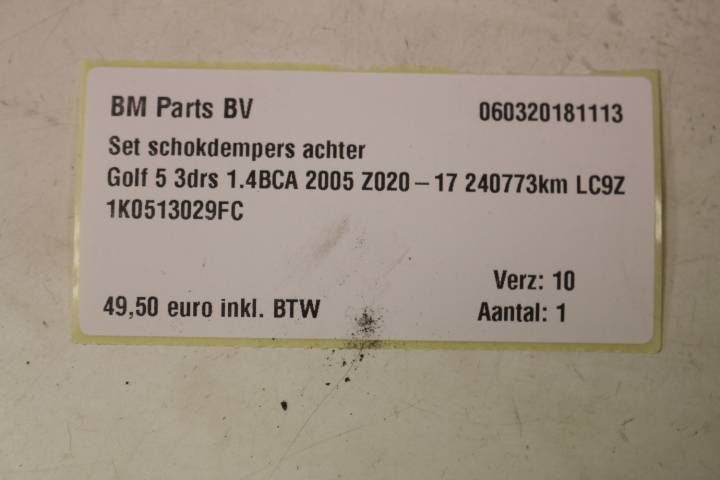 BM Parts BV 060320181113
Set schokdempers achter
Golf 5 3drs 1.4BCA 2005 Z020-17 240773km LC9Z
1K0513029FC
Verz: 10
49,50 euro inkl. BTW Aantal: 1